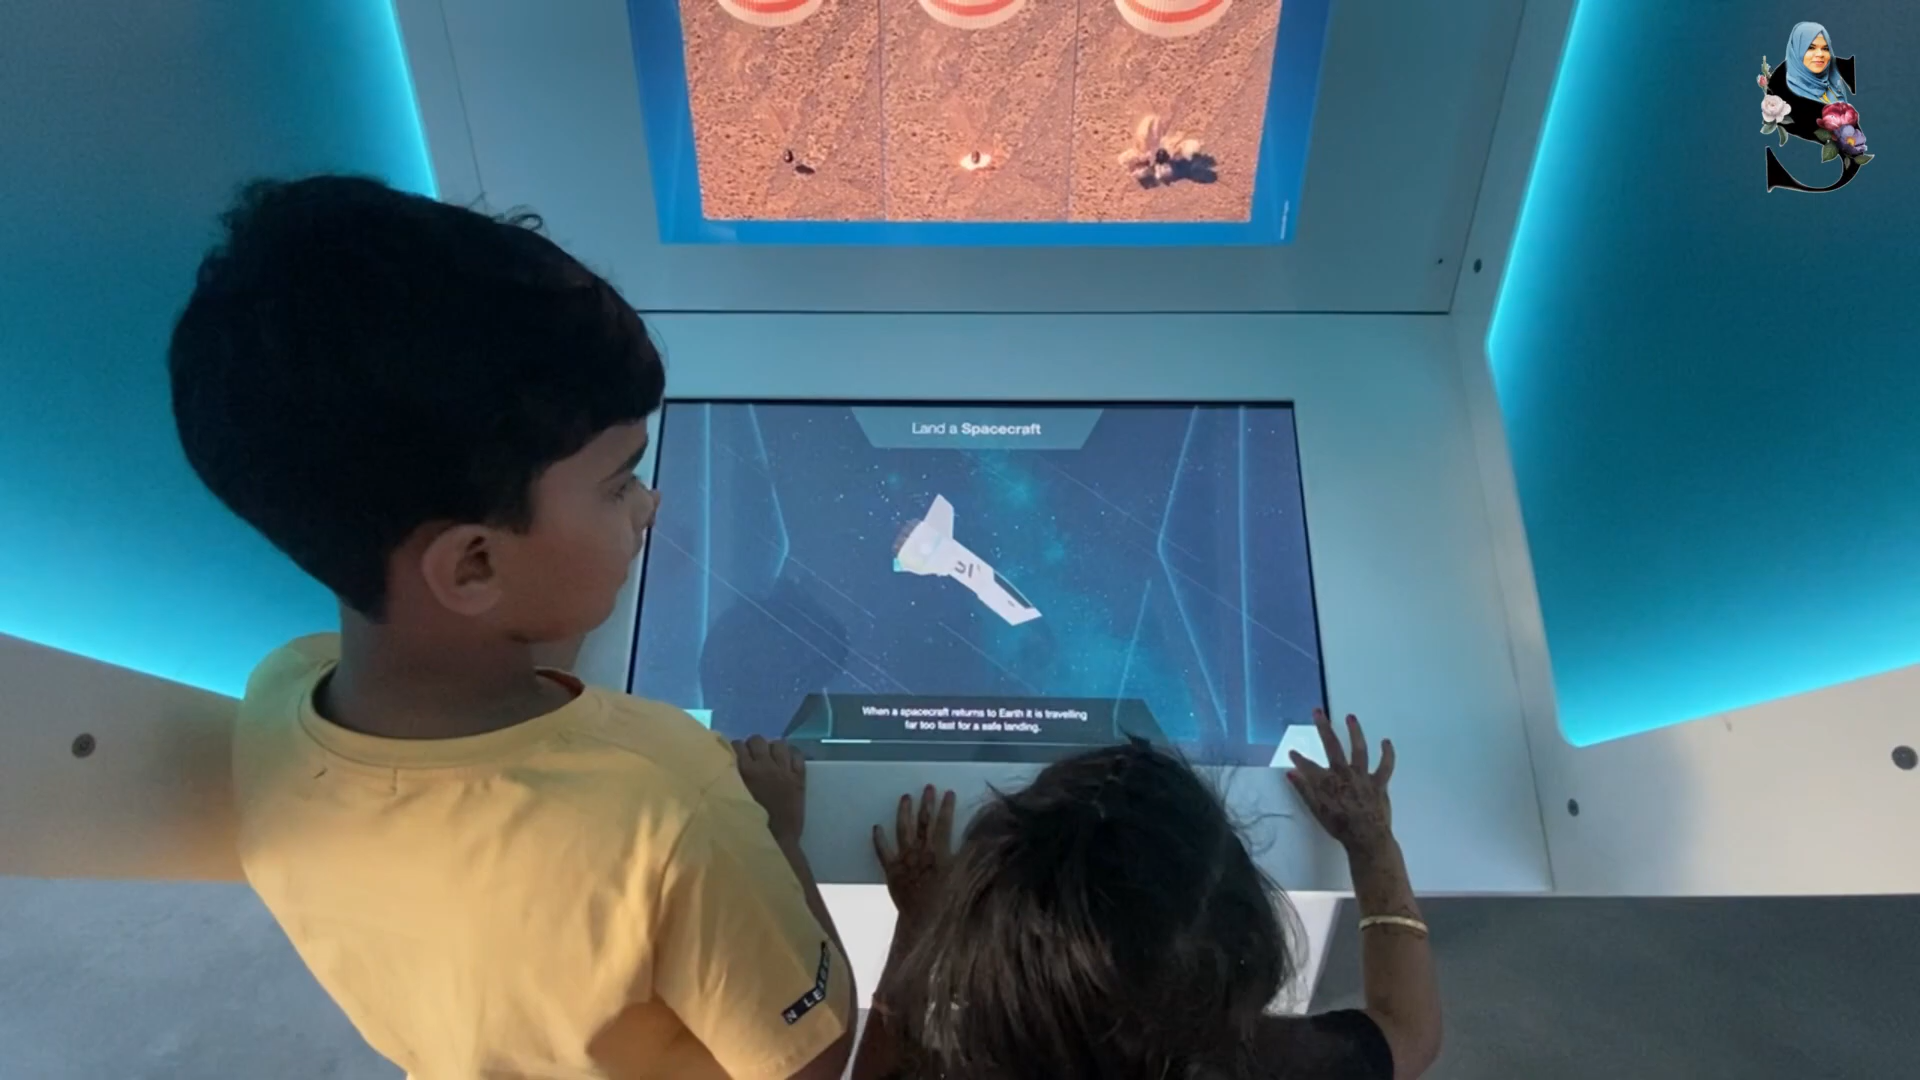 Land a Spacecraft
When a spacecraft returns to Earth it is travelling
far too fast for a safe landing.
S